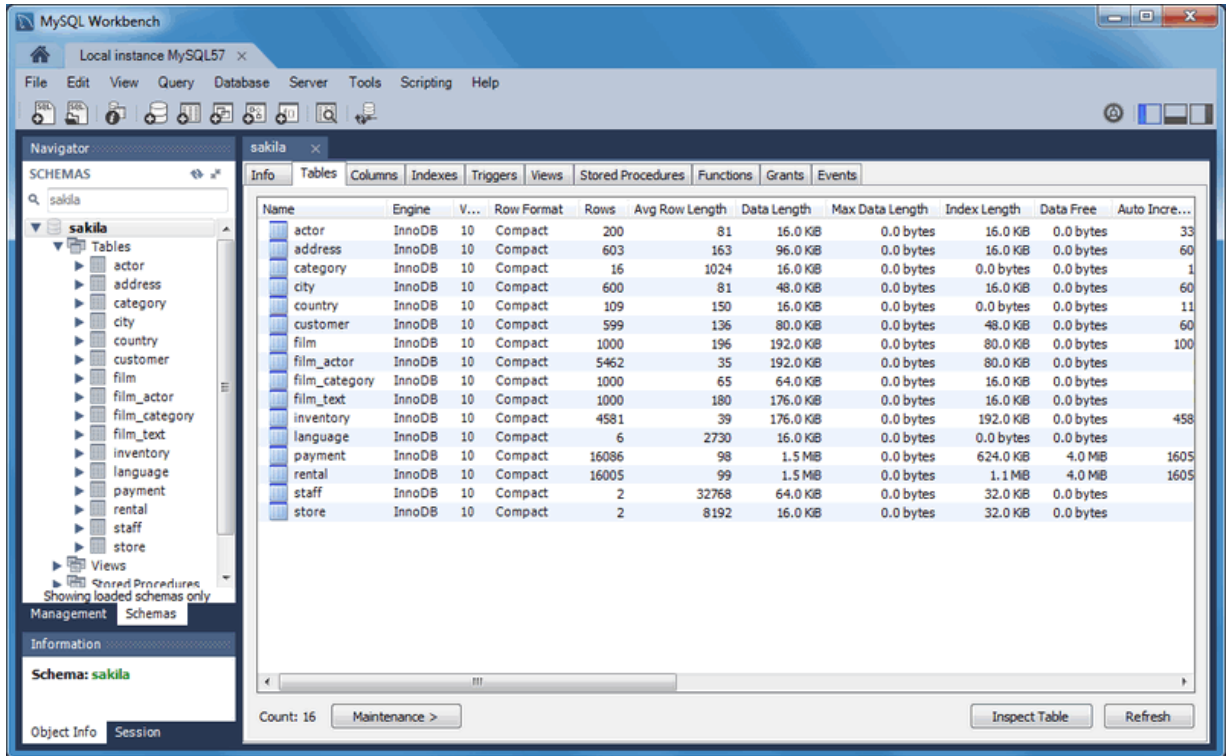 MySQL Workbench
Local instance MySQL57
File Edit View Query Database Server Tools Scripting Help
Navigator
SCHEMAS
sakila
sakila
Tables
actor
address
category
city
country
customer
film
film_actor
film_category
film_text
inventory
language
payment
rental
staff
store
Views
Stored Procedures
Showing loaded schemas only
Management Schemas
Information
Schema: sakila
Object Info Session
sakila
Info Tables Columns Indexes Triggers Views Stored Procedures Functions Grants Events
Name Engine V... Row Format Rows Avg Row Length Data Length Max Data Length Index Length Data Free Auto Incre...
actor InnoDB 10 Compact 200 81 16.0 KiB 0.0 bytes 16.0 KiB 0.0 bytes 33
address InnoDB 10 Compact 603 163 96.0 KiB 0.0 bytes 16.0 KiB 0.0 bytes 60
category InnoDB 10 Compact 16 1024 16.0 KiB 0.0 bytes 0.0 bytes 0.0 bytes 1
city InnoDB 10 Compact 600 81 48.0 KiB 0.0 bytes 16.0 KiB 0.0 bytes 60
country InnoDB 10 Compact 109 150 16.0 KiB 0.0 bytes 0.0 bytes 0.0 bytes 11
customer InnoDB 10 Compact 599 136 80.0 KiB 0.0 bytes 48.0 KiB 0.0 bytes 60
film InnoDB 10 Compact 1000 196 192.0 KiB 0.0 bytes 80.0 KiB 0.0 bytes 100
film_actor InnoDB 10 Compact 5462 35 192.0 KiB 0.0 bytes 80.0 KiB 0.0 bytes
film_category InnoDB 10 Compact 1000 65 64.0 KiB 0.0 bytes 16.0 KiB 0.0 bytes
film_text InnoDB 10 Compact 1000 180 176.0 KiB 0.0 bytes 16.0 KiB 0.0 bytes
inventory InnoDB 10 Compact 4581 39 176.0 KiB 0.0 bytes 192.0 KiB 0.0 bytes 458
language InnoDB 10 Compact 6 2730 16.0 KiB 0.0 bytes 0.0 bytes 0.0 bytes
payment InnoDB 10 Compact 16086 98 1.5 MiB 0.0 bytes 624.0 KiB 4.0 MiB 1605
rental InnoDB 10 Compact 16005 99 1.5 MiB 0.0 bytes 1.1 MiB 4.0 MiB 1605
staff InnoDB 10 Compact 2 32768 64.0 KiB 0.0 bytes 32.0 KiB 0.0 bytes
store InnoDB 10 Compact 2 8192 16.0 KiB 0.0 bytes 32.0 KiB 0.0 bytes
Count: 16 Maintenance > Inspect Table Refresh